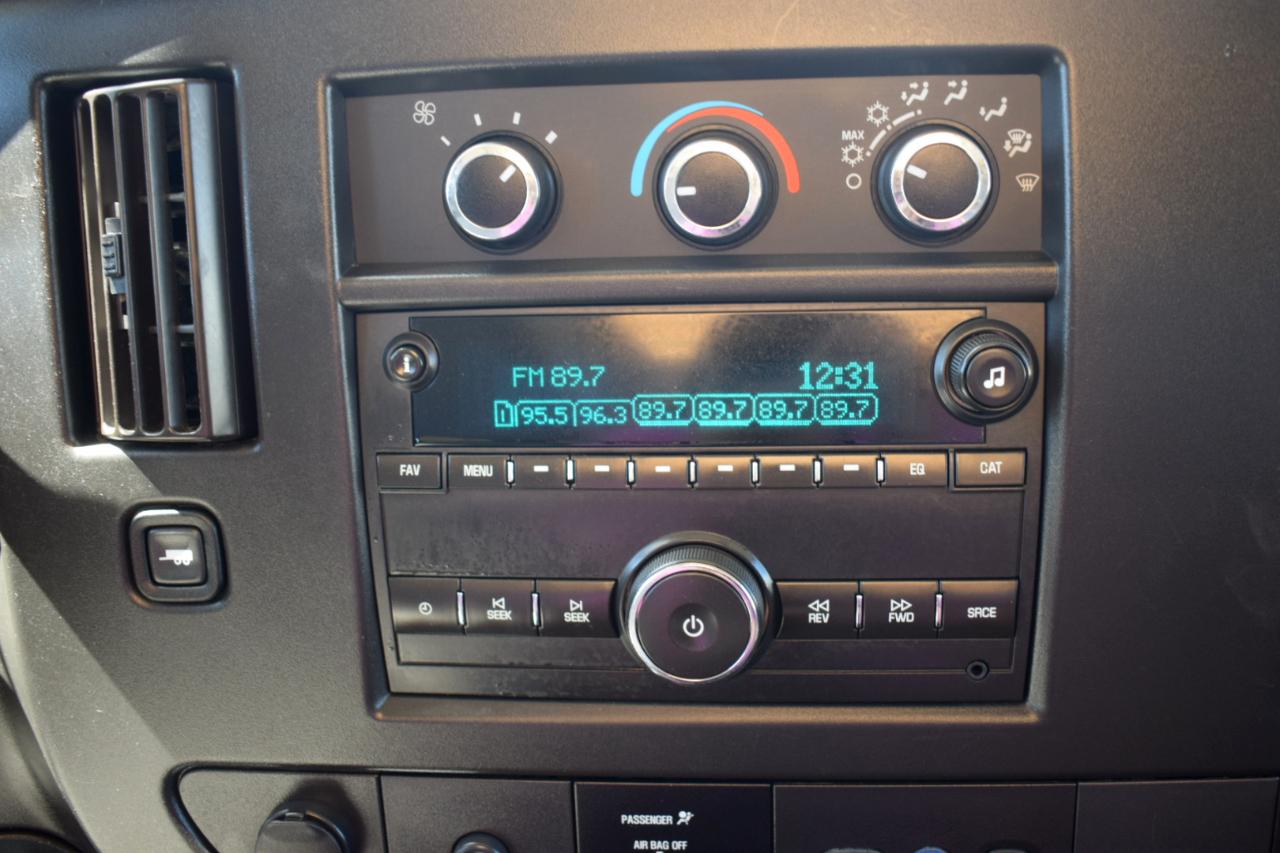 MAX
FM 89.7 12:31
1 95.5 96.3 89.7 89.7 89.7 89.7
FAV MENU EQ CAT
SEEK SEEK REV FWD SRCE
PASSENGER
AIR BAG OFF